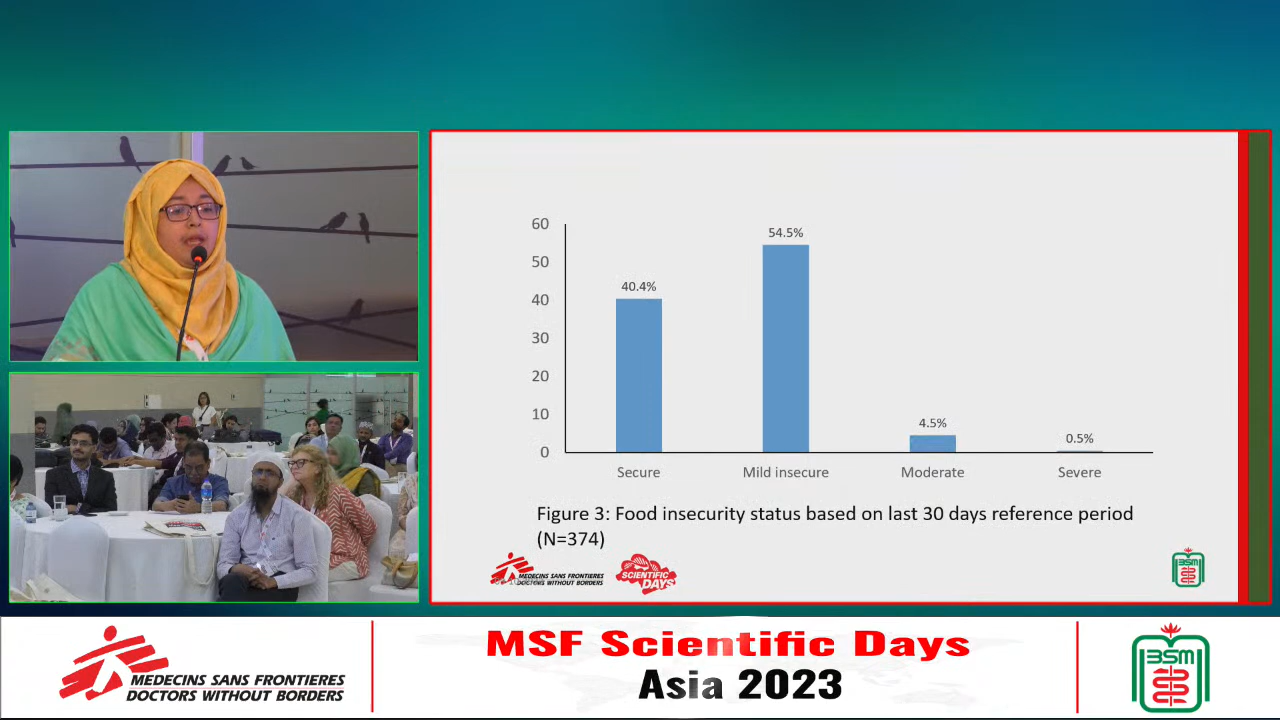 60
50
40
30
20
10
0
40.4%
54.5%
4.5%
0.5%
Secure
Mild insecure
Moderate
Severe
Figure 3: Food insecurity status based on last 30 days reference period
(N=374)
MEDECINS SANS FRONTIERES
DOCTORS WITHOUT BORDERS
SCIENTIFIC
DAYS
MEDECINS SANS FRONTIERES
DOCTORS WITHOUT BORDERS
MSF Scientific Days
Asia 2023
BSM